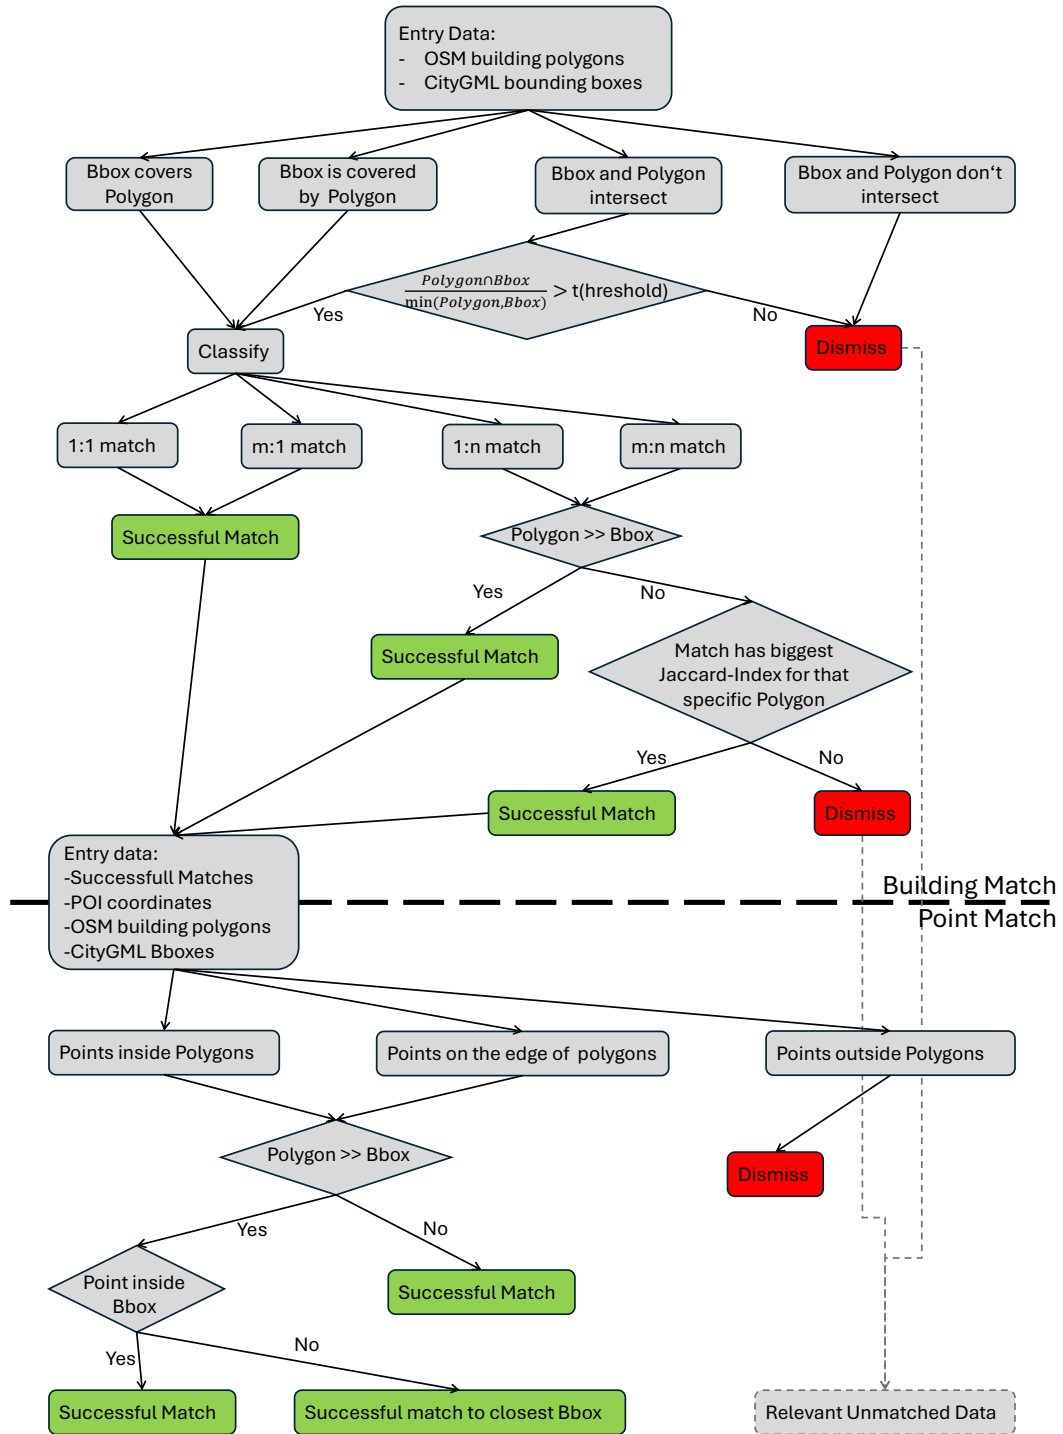 Entry Data:
- OSM building polygons
- CityGML bounding boxes
Bbox covers
Polygon
Bbox is covered
by Polygon
Bbox and Polygon
intersect
Bbox and Polygon don‘t
intersect
Polygon∩Bbox
min(Polygon,Bbox)
> t(hreshold)
Yes
No
Classify
Dismiss
1:1 match
m:1 match
1:n match
m:n match
Successful Match
Polygon >> Bbox
Yes
No
Successful Match
Match has biggest
Jaccard-Index for that
specific Polygon
Yes
No
Successful Match
Dismiss
Entry data:
-Successfull Matches
-POI coordinates
-OSM building polygons
-CityGML Bboxes
Building Match
Point Match
Points inside Polygons
Points on the edge of polygons
Points outside Polygons
Polygon >> Bbox
Dismiss
Yes
No
Point inside
Bbox
Successful Match
Yes
No
Successful Match
Successful match to closest Bbox
Relevant Unmatched Data